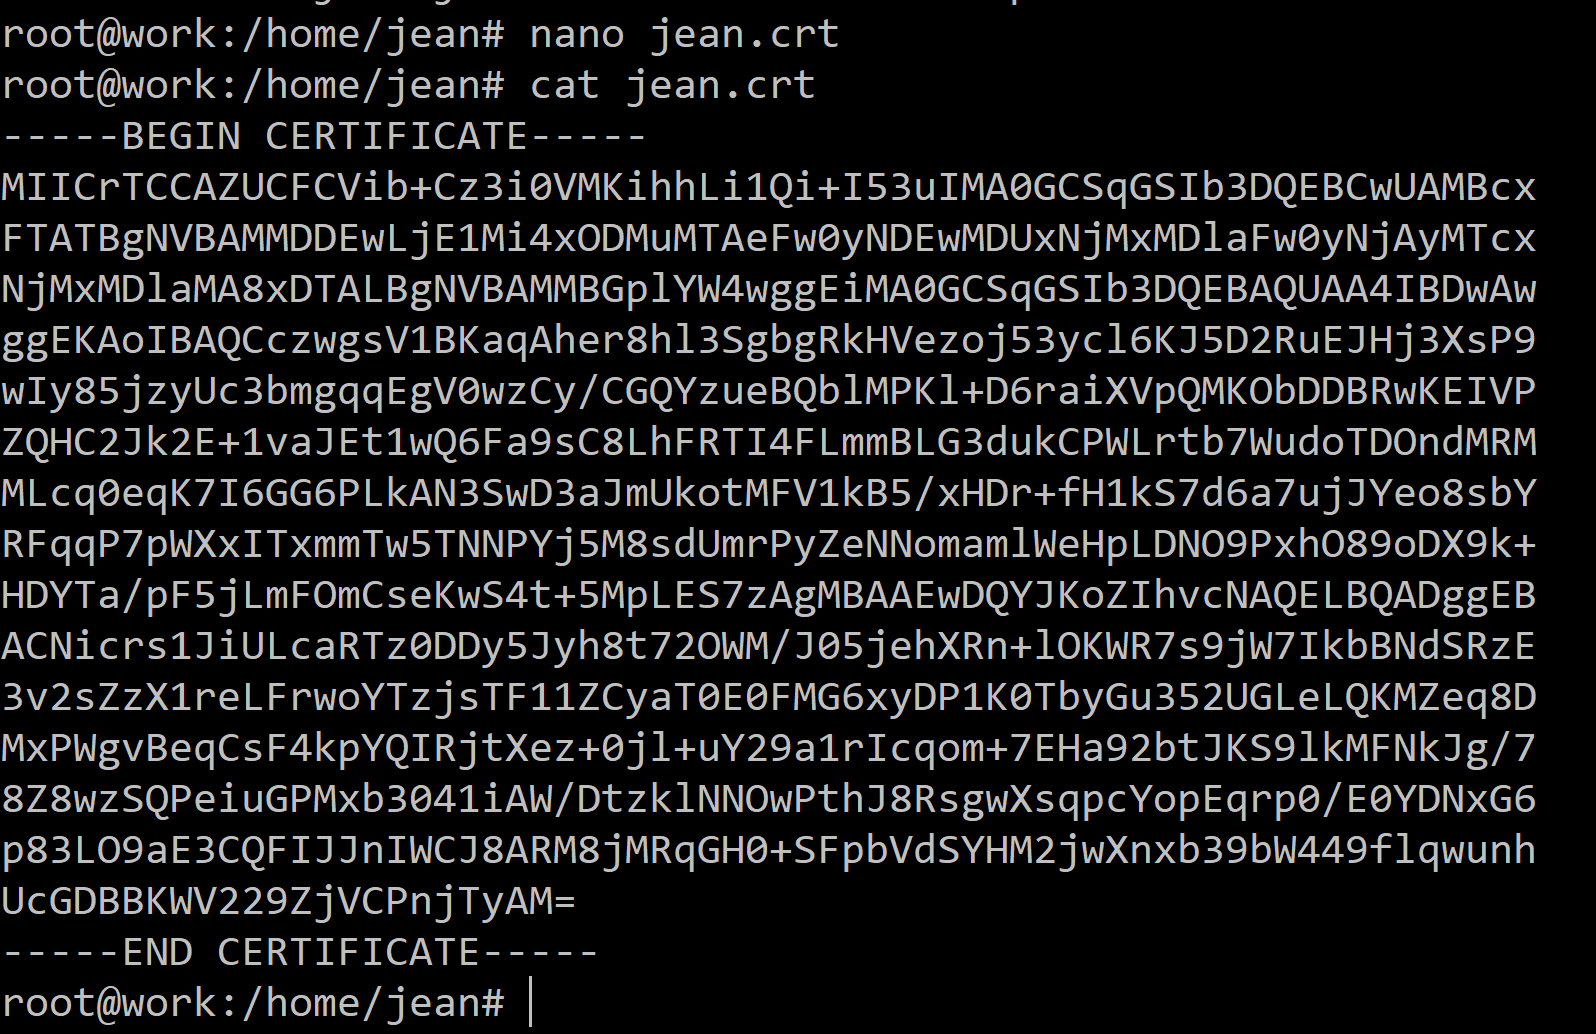 root@work:/home/jean# nano jean.crt
root@work:/home/jean# cat jean.crt
-----BEGIN CERTIFICATE-----
MIICrTCCAZUCFCVib+Cz3i0VMKihhLi1Qi+I53uIMA0GCSqGSIb3DQEBCwUAMBcx
FTATBgNVBAMMDDEwLjE1Mi4xODMuMTAeFw0yNDEwMDUxNjMxMDlaFw0yNjAyMTcx
NjMxMDlaMA8xDTALBgNVBAMMBGplYW4wggEiMA0GCSqGSIb3DQEBAQUAA4IBDwAw
ggEKAoIBAQCczwgsV1BKaqAher8hl3SgbgRkHVezoj53ycl6KJ5D2RuEJHj3XsP9
wIy85jzyUc3bmgqqEgV0wzCy/CGQYzueBQblMPKl+D6raiXVpQMKObDDBRwKEIVP
ZQHC2Jk2E+1vaJEt1wQ6Fa9sC8LhFRTI4FLmmBLG3dukCPWLrtb7WudoTDOndMRM
MLcq0eqK7I6GG6PLkAN3SwD3aJmUkotMFV1kB5/xHDr+fH1kS7d6a7ujJYeo8sbY
RFqqP7pWXxITxmmTw5TNNPYj5M8sdUmrPyZeNNomamlWeHpLDNO9PxhO89oDX9k+
HDYTa/pF5jLmFOmCseKwS4t+5MpLES7zAgMBAAEwDQYJKoZIhvcNAQELBQADggEB
ACNicrs1JiULcaRTz0DDy5Jyh8t72OWM/J05jehXRn+lOKWR7s9jW7IkbBNdSRzE
3v2sZzX1reLFrwoYTzjsTF11ZCyaT0E0FMG6xyDP1K0TbyGu352UGLeLQKMZeq8D
MxPWgvBeqCsF4kpYQIRjtXez+0jl+uY29a1rIcqom+7EHa92btJKS9lkMFNkJg/7
8Z8wzSQPeiuGPMxb3041iAW/DtzklNNOwPthJ8RsgwXsqpcYopEqrp0/E0YDNxG6
p83LO9aE3CQFIJJnIWCJ8ARM8jMRqGH0+SFpbVdSYHM2jwXnxb39bW449flqwunh
UcGDBBKWV229ZjVCPnjTyAM=
-----END CERTIFICATE-----
root@work:/home/jean#